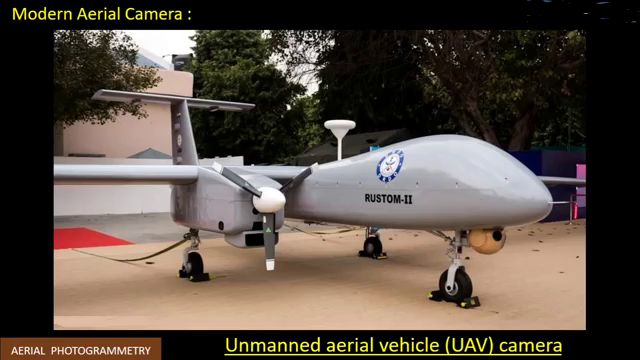 Modern Aerial Camera :
RUSTOM-II
AERIAL PHOTOGRAMMETRY
Unmanned aerial vehicle (UAV) camera